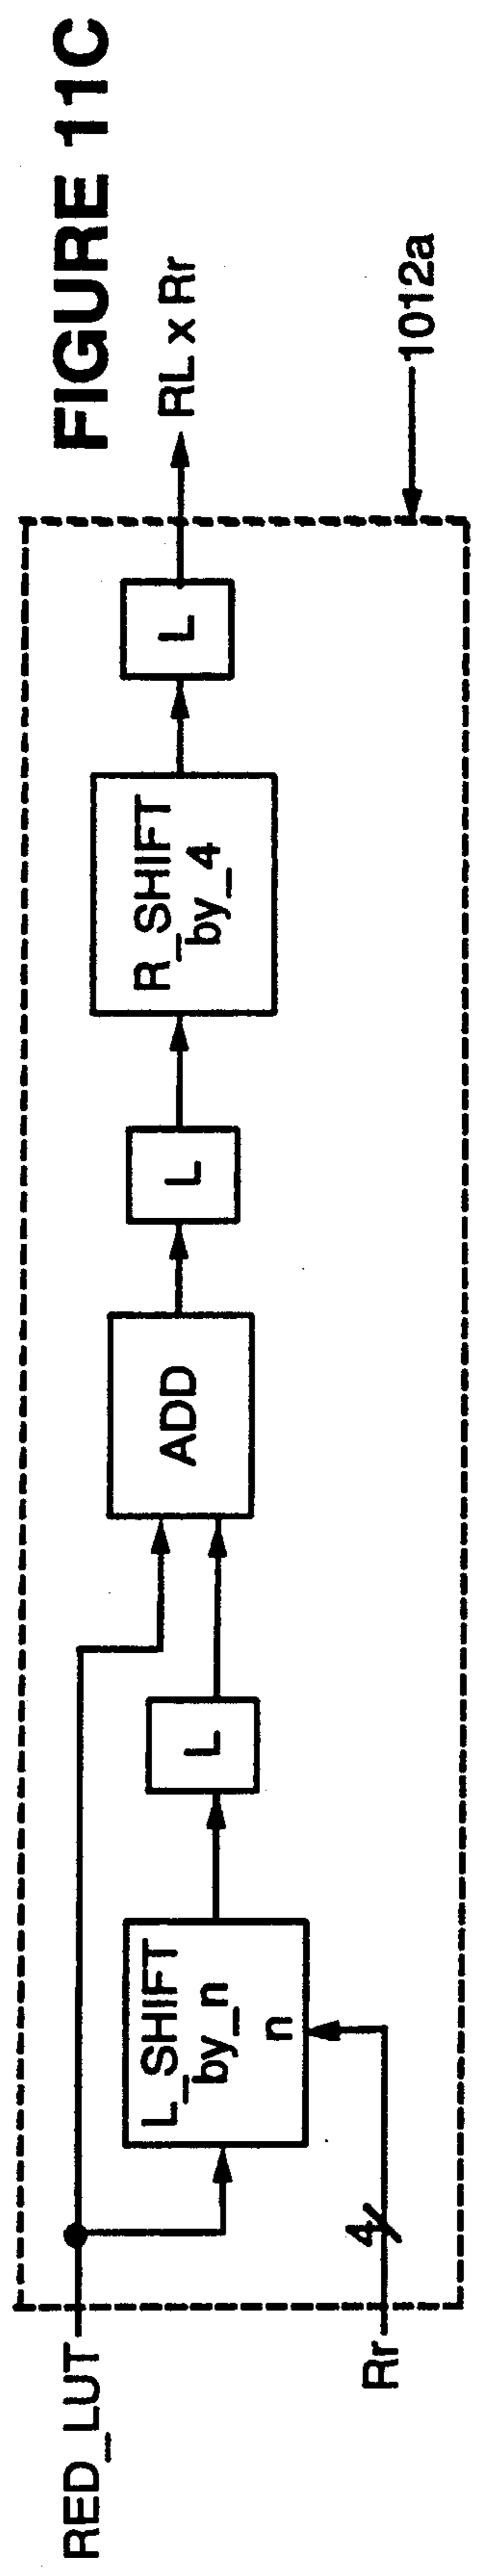 FIGURE 11C
RED_LUT
Rr
4
L_SHIFT
by_n
n
L
ADD
L
R_SHIFT
by_4
L
RL x Rr
1012a